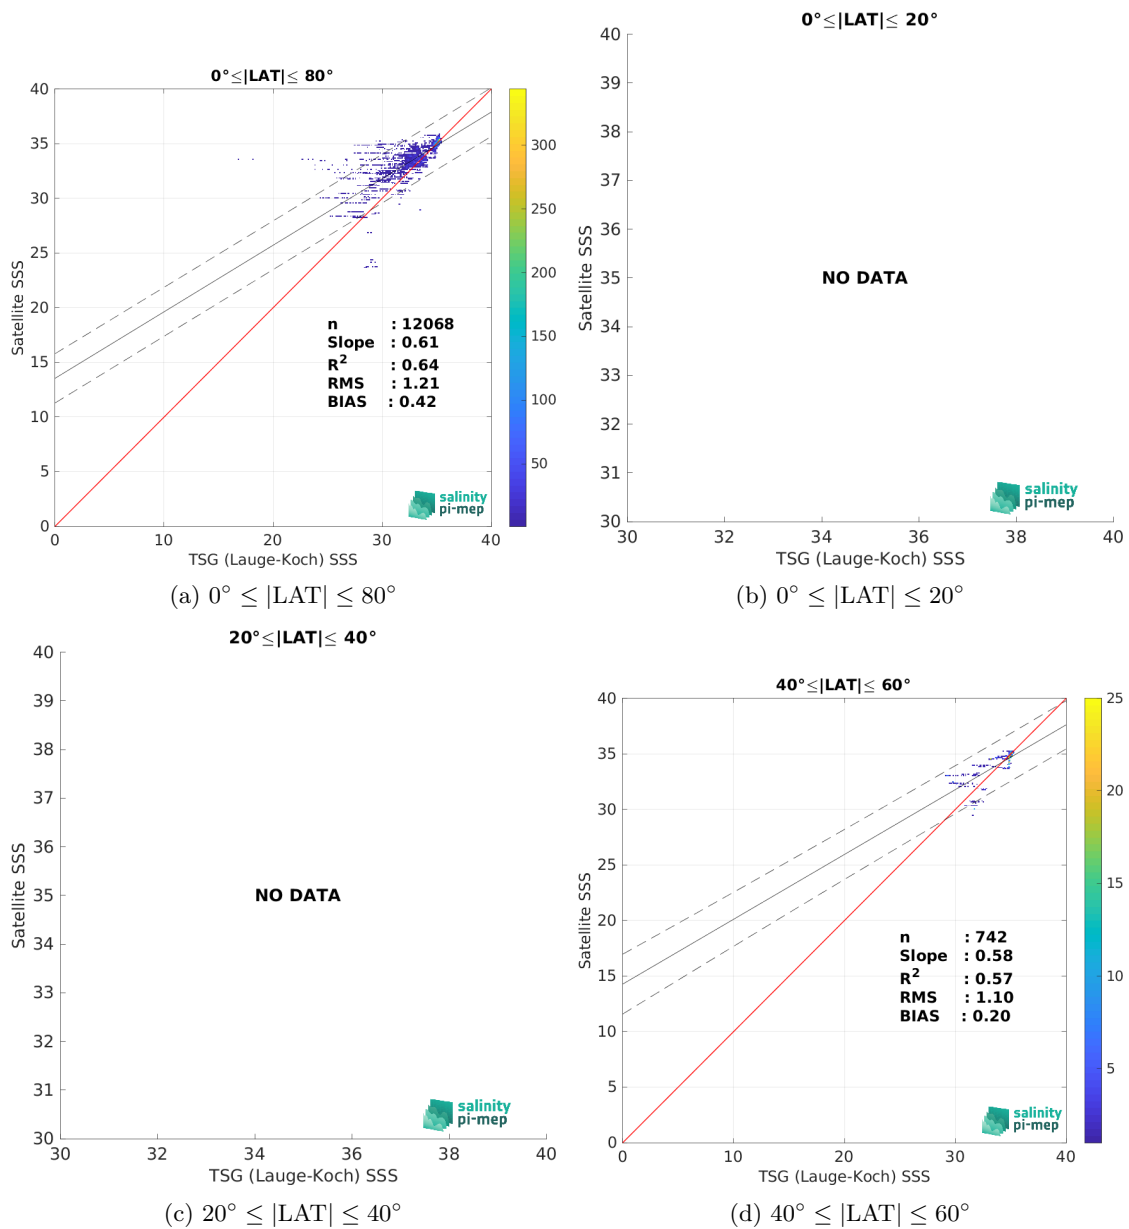 0°≤|LAT|≤ 80°
40
35
30
25
20
15
10
5
0
Satellite SSS
0
10
20
30
40
TSG (Lauge-Koch) SSS
300
250
200
150
100
50
n : 12068
Slope : 0.61
R² : 0.64
RMS : 1.21
BIAS : 0.42
salinity
pi-mep
(a) 0° ≤ |LAT| ≤ 80°
0°≤|LAT|≤ 20°
40
39
38
37
36
35
34
33
32
31
30
Satellite SSS
NO DATA
30
32
34
36
38
40
TSG (Lauge-Koch) SSS
salinity
pi-mep
(b) 0° ≤ |LAT| ≤ 20°
20°≤|LAT|≤ 40°
40
39
38
37
36
35
34
33
32
31
30
Satellite SSS
NO DATA
30
32
34
36
38
40
TSG (Lauge-Koch) SSS
salinity
pi-mep
(c) 20° ≤ |LAT| ≤ 40°
40°≤|LAT|≤ 60°
40
35
30
25
20
15
10
5
0
Satellite SSS
0
10
20
30
40
TSG (Lauge-Koch) SSS
25
20
15
10
5
n : 742
Slope : 0.58
R² : 0.57
RMS : 1.10
BIAS : 0.20
salinity
pi-mep
(d) 40° ≤ |LAT| ≤ 60°